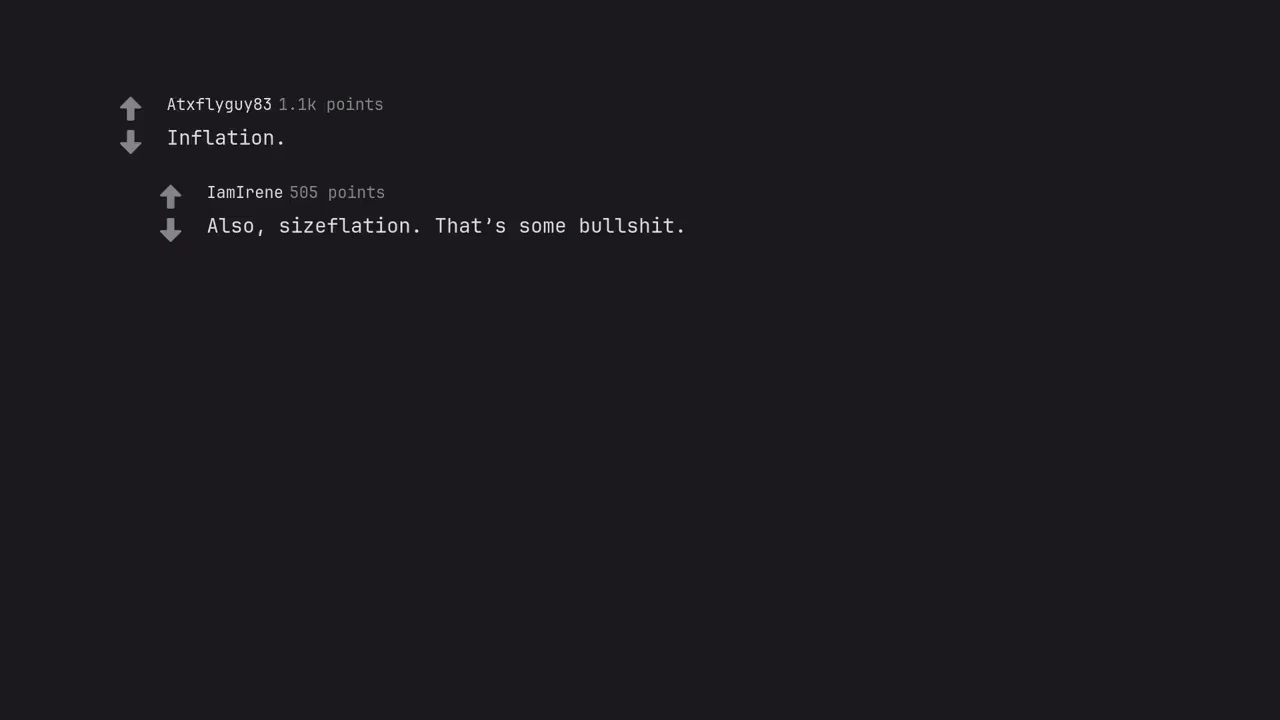 Atxflyguy83 1.1k points
Inflation.
IamIrene 505 points
Also, sizeflation. That’s some bullshit.